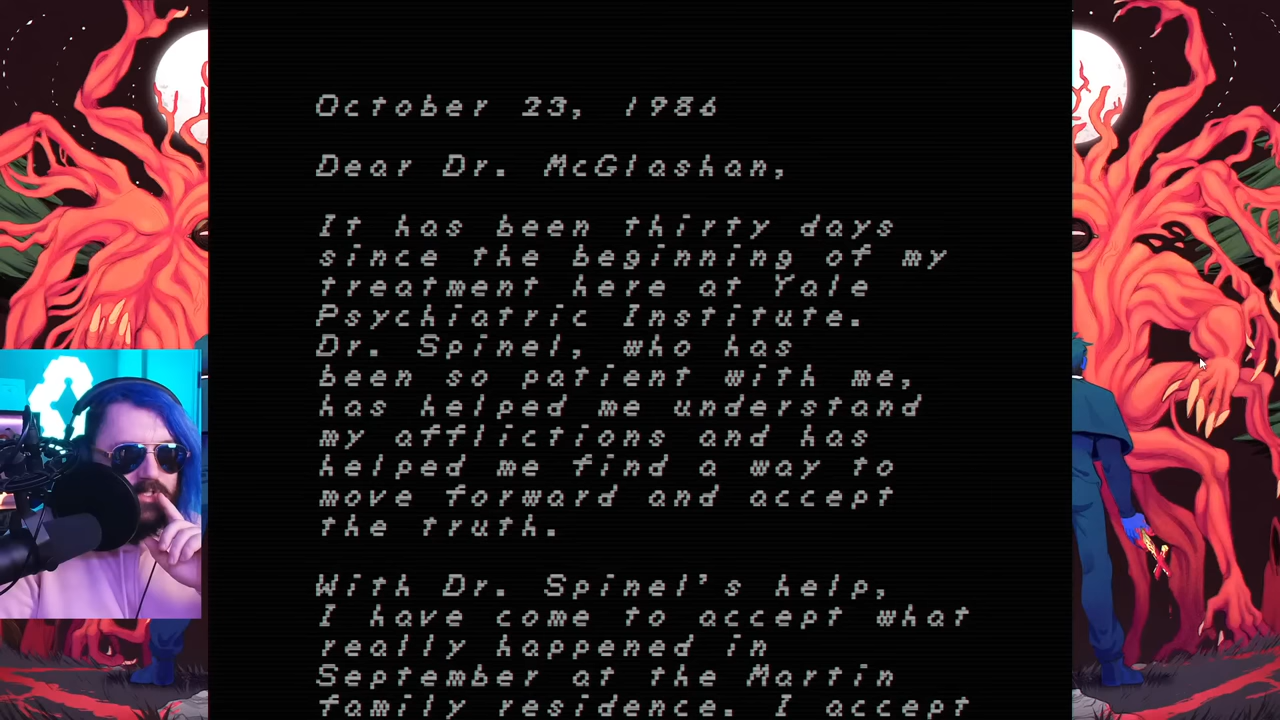 October 23, 1986
Dear Dr. McGlashan,
It has been thirty days
since the beginning of my
treatment here at Yale
Psychiatric Institute.
Dr. Spinel, who has
been so patient with me,
has helped me understand
my afflictions and has
helped me find a way to
move forward and accept
the truth.
With Dr. Spinel's help,
I have come to accept what
really happened in
September at the Martin
family residence. I accept